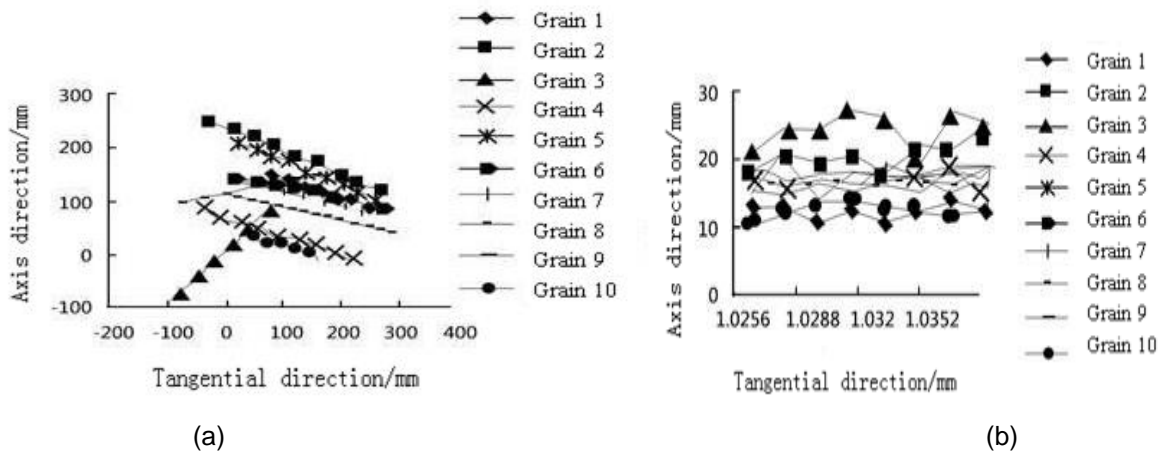 Grain 1
Grain 2
Grain 3
Grain 4
Grain 5
Grain 6
Grain 7
Grain 8
Grain 9
Grain 10
Axis direction/mm
300
200
100
0
-100
-200 -100 0 100 200 300 400
Tangential direction/mm
(a)
Grain 1
Grain 2
Grain 3
Grain 4
Grain 5
Grain 6
Grain 7
Grain 8
Grain 9
Grain 10
Axis direction/mm
30
20
10
0
1.0256 1.0288 1.032 1.0352
Tangential direction/mm
(b)